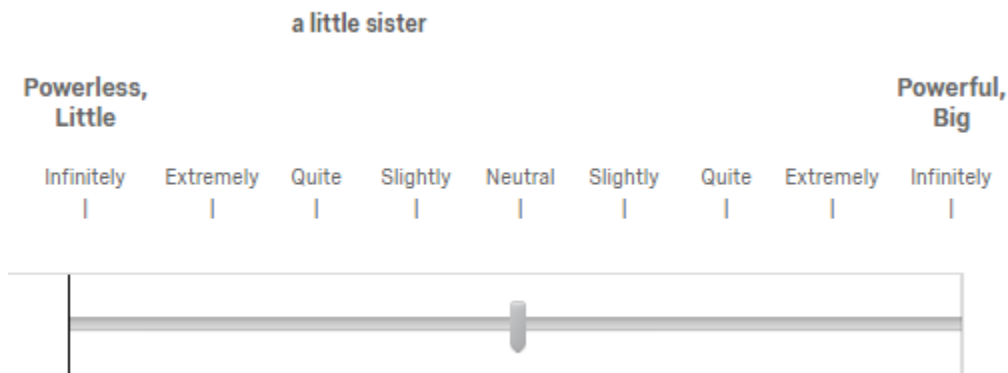 a little sister
Powerless, Powerful,
Little Big
Infinitely Extremely Quite Slightly Neutral Slightly Quite Extremely Infinitely